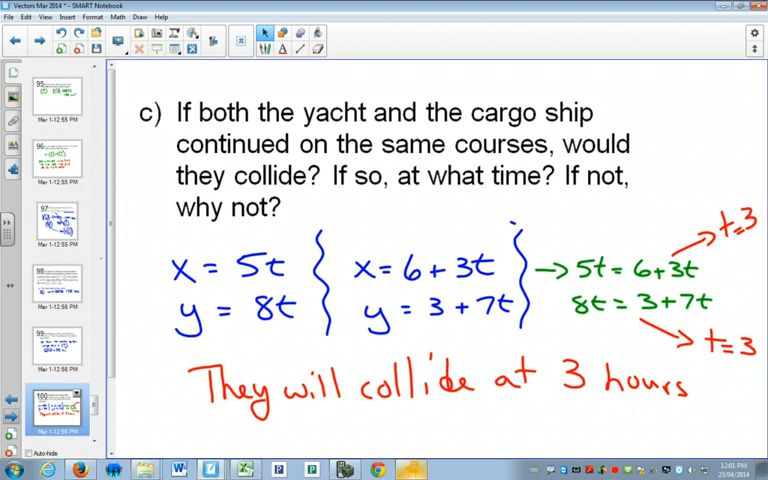 Vectors Mar 2014 * - SMART Notebook
File Edit View Insert Format Tools Add-ons Draw Help
95
Mar 1-12:55 PM
96
Mar 1-12:55 PM
97
Mar 1-12:55 PM
98
Mar 1-12:56 PM
99
Mar 1-12:56 PM
100
Mar 1-12:56 PM
Auto-hide
c) If both the yacht and the cargo ship
continued on the same courses, would
they collide? If so, at what time? If not,
why not?
x = 5t
y = 8t
x = 6 + 3t
y = 3 + 7t
→ 5t = 6 + 3t
8t = 3 + 7t
t = 3
t = 3
They will collide at 3 hours
12:01 PM
23/04/2014